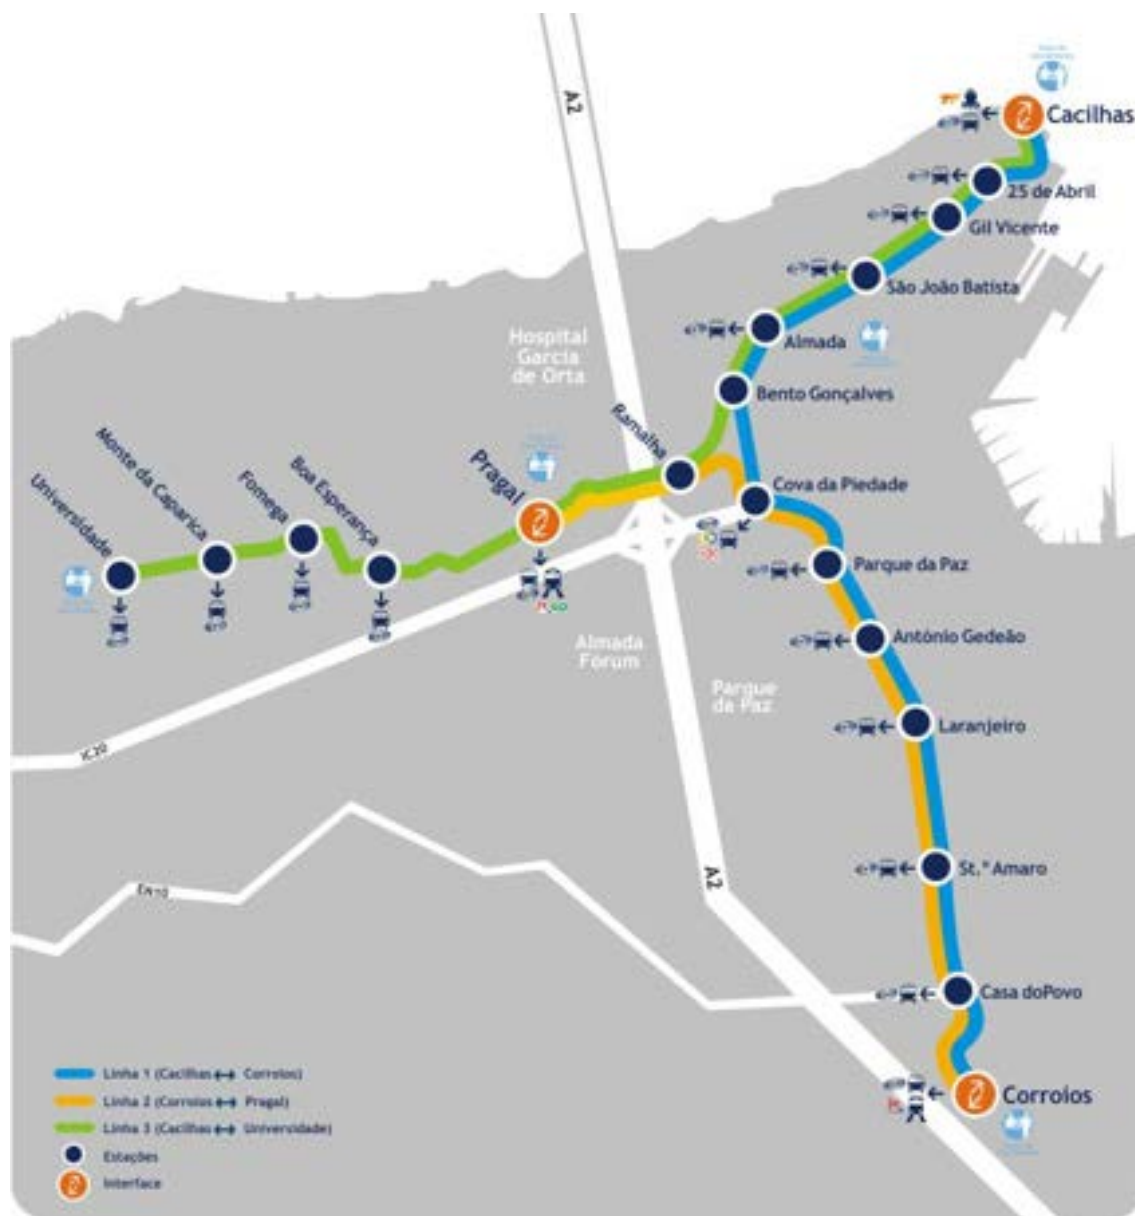 A2
Cacilhas
25 de Abril
Gil Vicente
São João Batista
Hospital
Garcia
de Orta
Almada
Bento Gonçalves
Ramalha
Monte da Caparica
Pragal
Boa Esperança
Fomega
Universidade
Cova da Piedade
Parque da Paz
António Gedeão
Almada
Forum
Parque
da Paz
Laranjeiro
IC20
A2
St.º Amaro
EN10
Casa doPovo
Linha 1 (Cacilhas ↔ Corroios)
Linha 2 (Corroios ↔ Pragal)
Linha 3 (Cacilhas ↔ Universidade)
Estações
Interface
Corroios